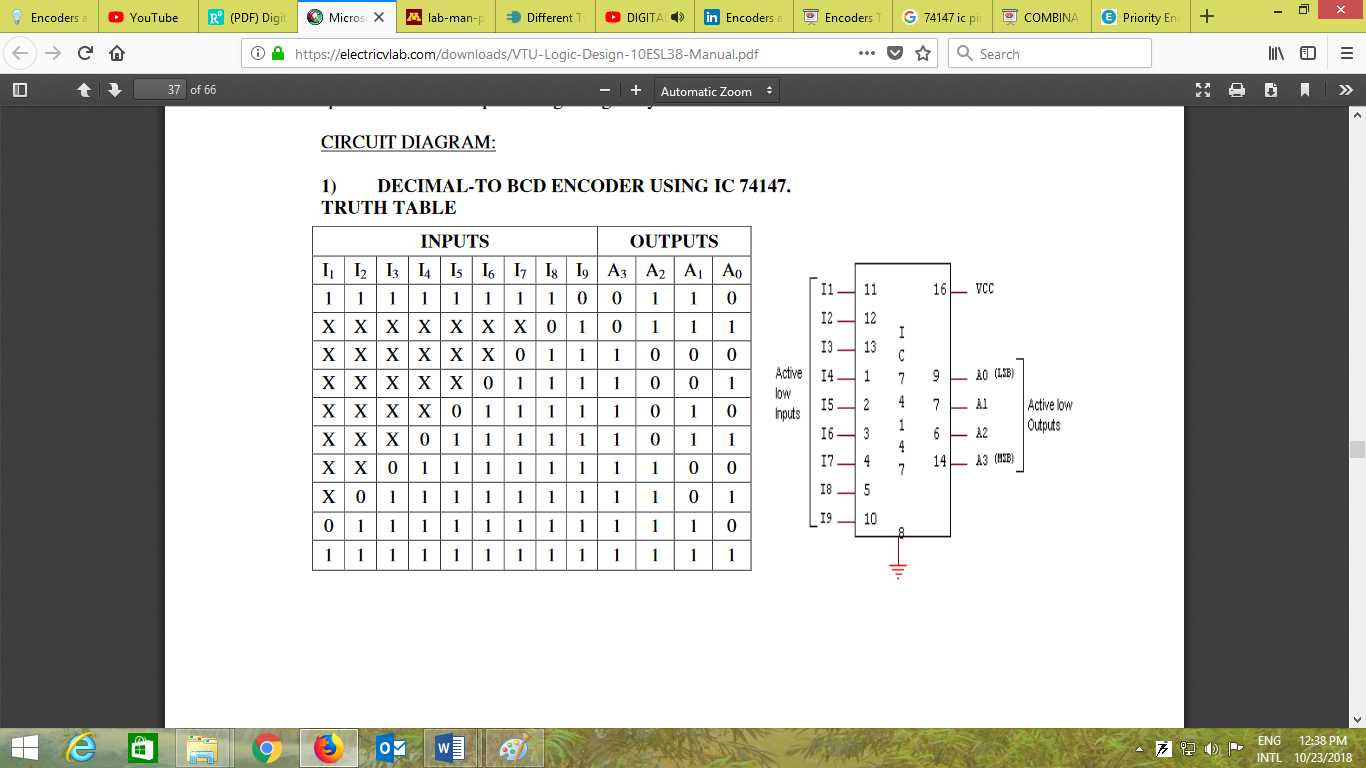 Encoders a
YouTube
(PDF) Digit
Micros
lab-man-p
Different T
DIGITA
Encoders a
Encoders T
74147 ic pi
COMBINA
Priority En
https://electricvlab.com/downloads/VTU-Logic-Design-10ESL38-Manual.pdf
Search
37 of 66
Automatic Zoom
CIRCUIT DIAGRAM:
1) DECIMAL-TO BCD ENCODER USING IC 74147.
TRUTH TABLE
INPUTS OUTPUTS
I1 I2 I3 I4 I5 I6 I7 I8 I9 A3 A2 A1 A0
1 1 1 1 1 1 1 1 0 0 1 1 0
X X X X X X X 0 1 0 1 1 1
X X X X X X 0 1 1 1 0 0 0
X X X X X 0 1 1 1 1 0 0 1
X X X X 0 1 1 1 1 1 0 1 0
X X X 0 1 1 1 1 1 1 0 1 1
X X 0 1 1 1 1 1 1 1 1 0 0
X 0 1 1 1 1 1 1 1 1 1 0 1
0 1 1 1 1 1 1 1 1 1 1 1 0
1 1 1 1 1 1 1 1 1 1 1 1 1
Active
low
Inputs
I1 11
I2 12
I3 13
I4 1
I5 2
I6 3
I7 4
I8 5
I9 10
I
C
7
4
1
4
7
8
16 VCC
9 A0 (LSB)
7 A1
6 A2
14 A3 (MSB)
Active low
Outputs
ENG 12:38 PM
INTL 10/23/2018